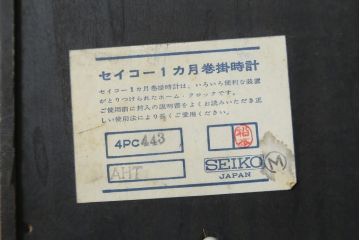 セイコー1カ月巻掛時計
セイコー1カ月巻掛時計は、いろいろ便利な装置
がとりつけられたホーム・クロックです。
ご使用前に封入の説明書をよくお読みいただき正
しい使用法により長くご愛用ください。
4PC443
AHT
SEIKO
JAPAN
M